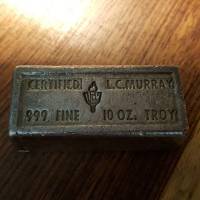 CERTIFIED L.C. MURRAY
999 FINE 10 OZ. TROY